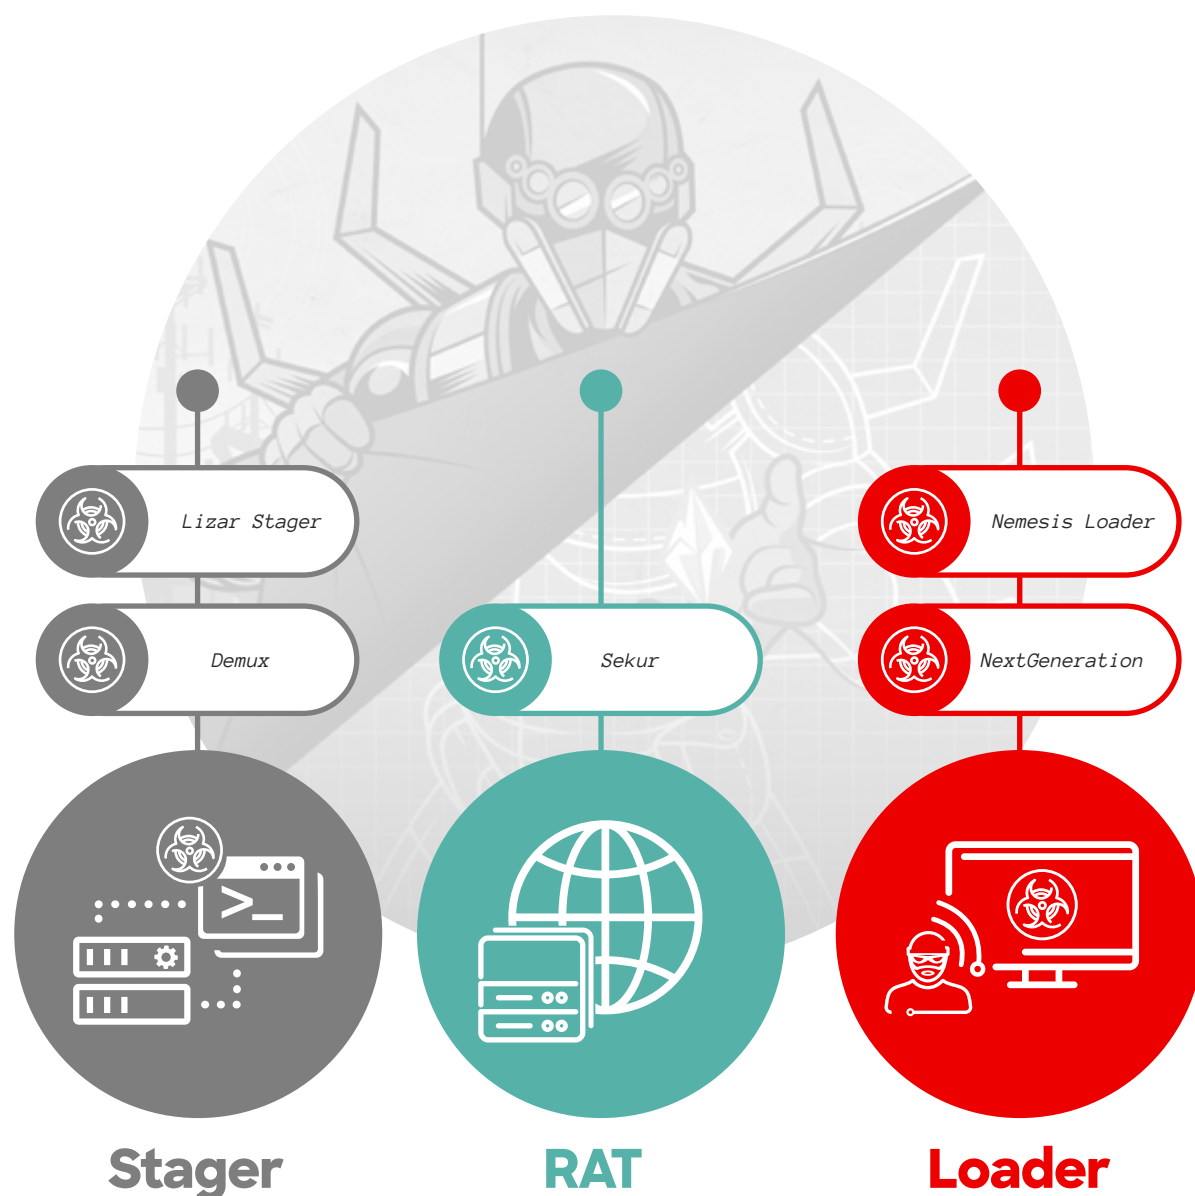 Lizar Stager
Nemesis Loader
Demux
Sekur
NextGeneration
>_
Stager
RAT
Loader